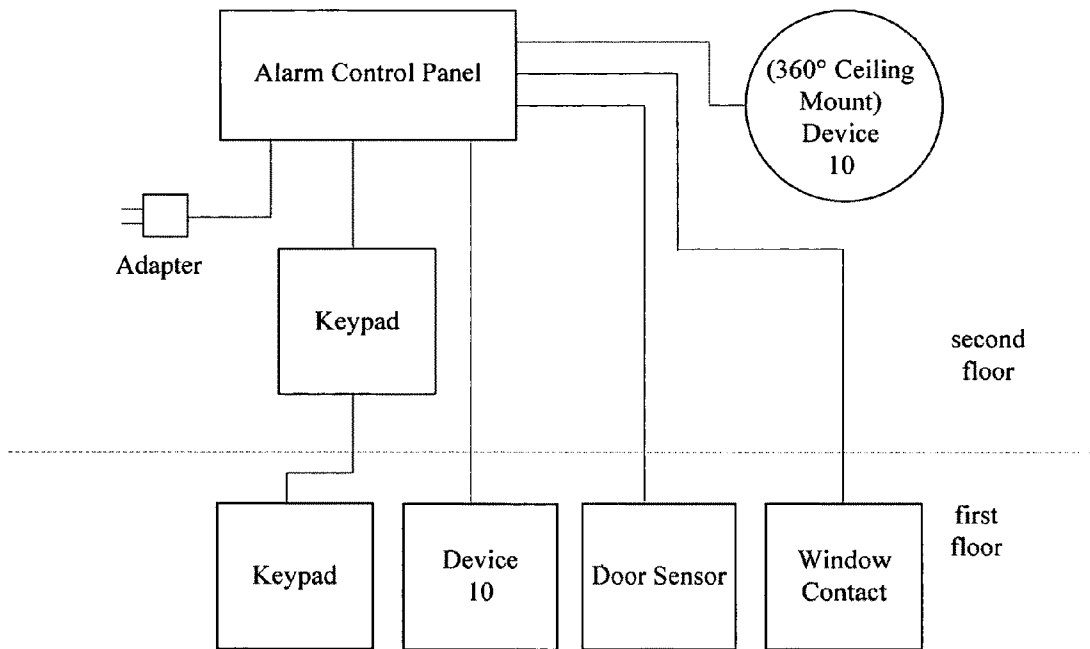 Alarm Control Panel
(360° Ceiling
Mount)
Device
10
Adapter
Keypad
second
floor
Keypad
Device
10
Door Sensor
Window
Contact
first
floor